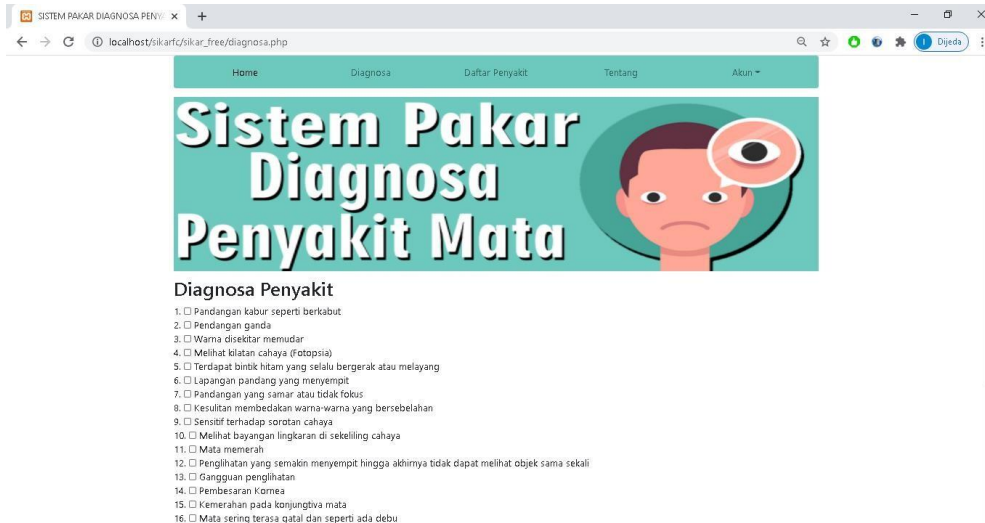 SISTEM PAKAR DIAGNOSA PENY
localhost/sikarfc/sikar_free/diagnosa.php
Dijeda
Home Diagnosa Daftar Penyakit Tentang Akun
Sistem Pakar
Diagnosa
Penyakit Mata
Diagnosa Penyakit
1. Pandangan kabur seperti berkabut
2. Pendangan ganda
3. Warna disekitar memudar
4. Melihat kilatan cahaya (Fotopsia)
5. Terdapat bintik hitam yang selalu bergerak atau melayang
6. Lapangan pandang yang menyempit
7. Pandangan yang samar atau tidak fokus
8. Kesulitan membedakan warna-warna yang bersebelahan
9. Sensitif terhadap sorotan cahaya
10. Melihat bayangan lingkaran di sekeliling cahaya
11. Mata memerah
12. Penglihatan yang semakin menyempit hingga akhirnya tidak dapat melihat objek sama sekali
13. Gangguan penglihatan
14. Pembesaran Kornea
15. Kemerahan pada konjungtiva mata
16. Mata sering terasa gatal dan seperti ada debu